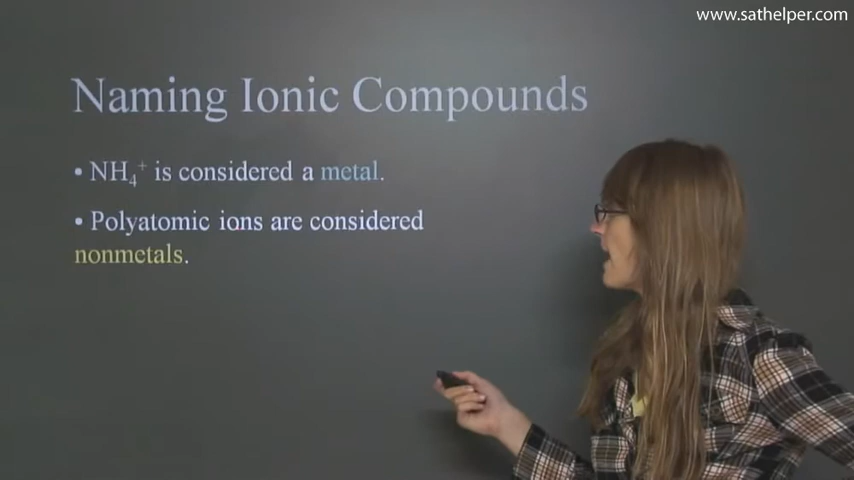 www.sathelper.com
Naming Ionic Compounds
• NH₄⁺ is considered a metal.
• Polyatomic ions are considered
nonmetals.